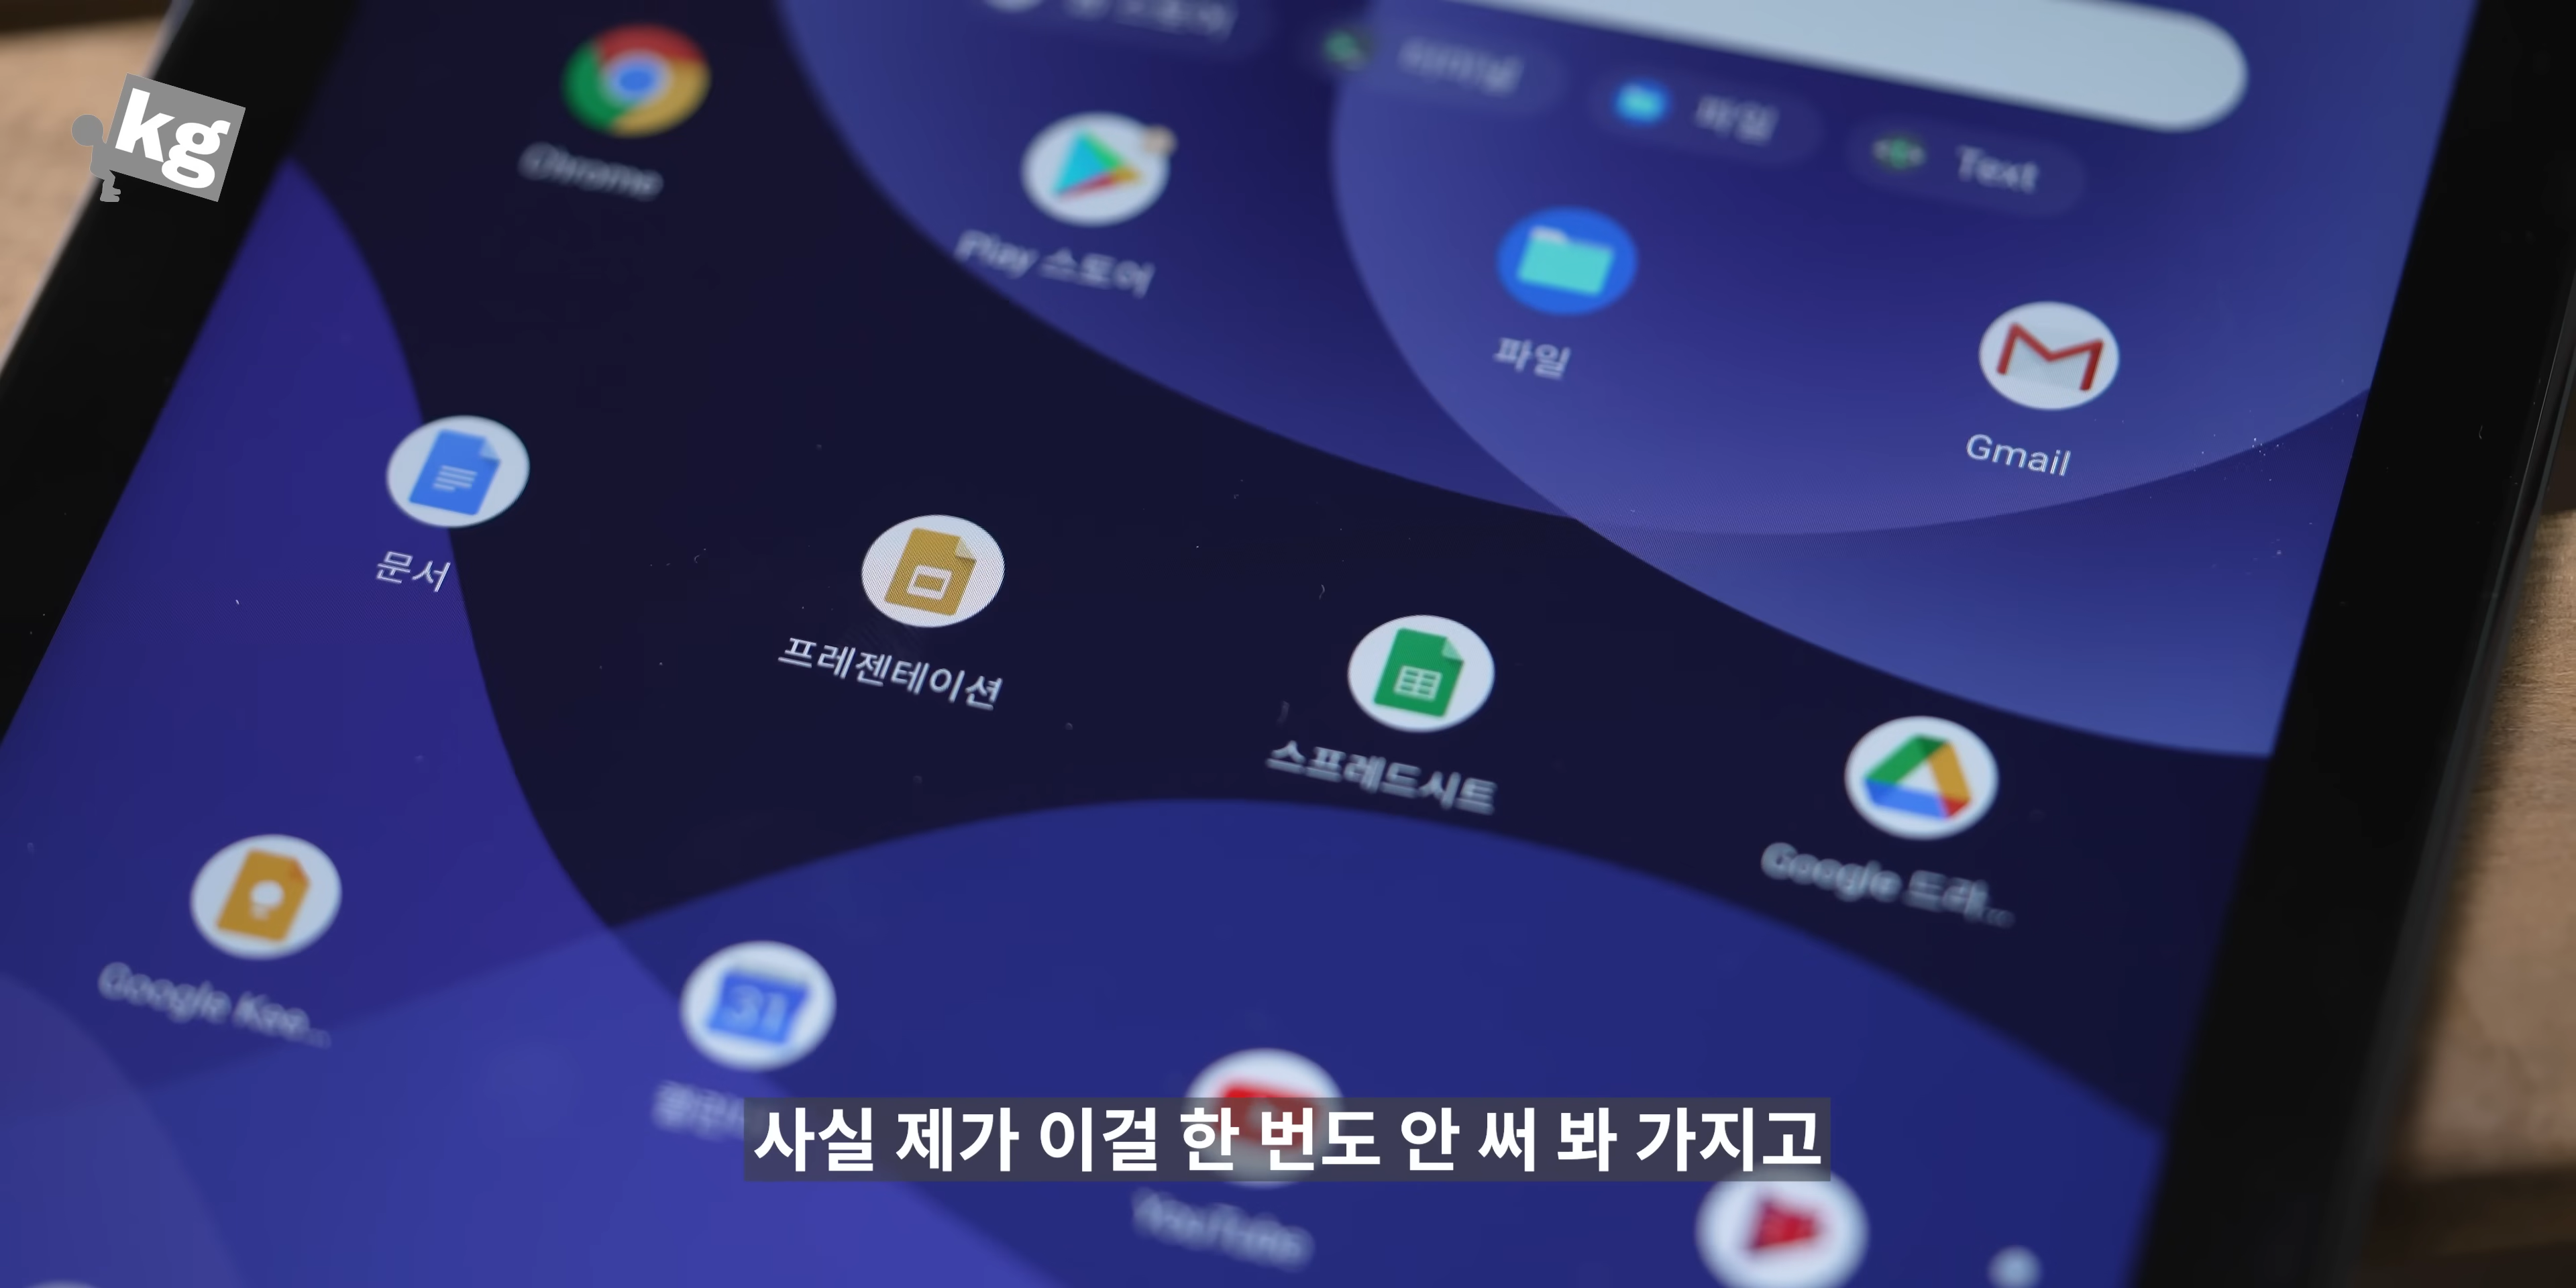 kg
파일
Text
Chrome
Play 스토어
파일
Gmail
문서
프레젠테이션
스프레드시트
Google 드라...
Google Kee...
31
YouTube
사실 제가 이걸 한 번도 안 써 봐 가지고